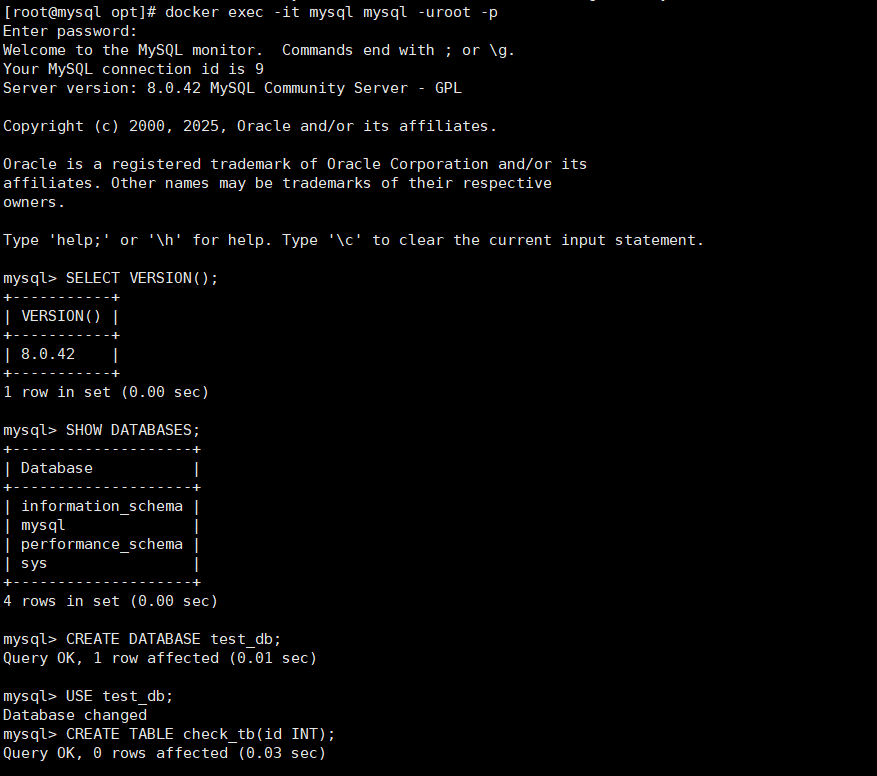 [root@mysql opt]# docker exec -it mysql mysql -uroot -p
Enter password:
Welcome to the MySQL monitor.  Commands end with ; or \g.
Your MySQL connection id is 9
Server version: 8.0.42 MySQL Community Server - GPL

Copyright (c) 2000, 2025, Oracle and/or its affiliates.

Oracle is a registered trademark of Oracle Corporation and/or its
affiliates. Other names may be trademarks of their respective
owners.

Type 'help;' or '\h' for help. Type '\c' to clear the current input statement.

mysql> SELECT VERSION();
+-----------+
| VERSION() |
+-----------+
| 8.0.42    |
+-----------+
1 row in set (0.00 sec)

mysql> SHOW DATABASES;
+--------------------+
| Database           |
+--------------------+
| information_schema |
| mysql              |
| performance_schema |
| sys                |
+--------------------+
4 rows in set (0.00 sec)

mysql> CREATE DATABASE test_db;
Query OK, 1 row affected (0.01 sec)

mysql> USE test_db;
Database changed
mysql> CREATE TABLE check_tb(id INT);
Query OK, 0 rows affected (0.03 sec)